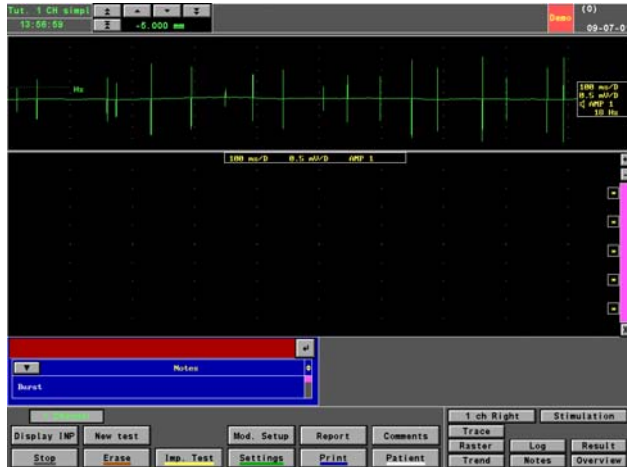 Tut. 1 CH simpl
13:56:59
-5.000 mm
Demo
(0)
09-07-0
Hz
100 ms/D
0.5 mV/D
AMP 1
18 Hz
100 ms/D 0.5 mV/D AMP 1
Notes
Burst
1 ch Right Stimulation
Display INP New test Mod. Setup Report Comments
Trace
Raster Log Result
Stop Erase Imp. Test Settings Print Patient
Trend Notes Overview